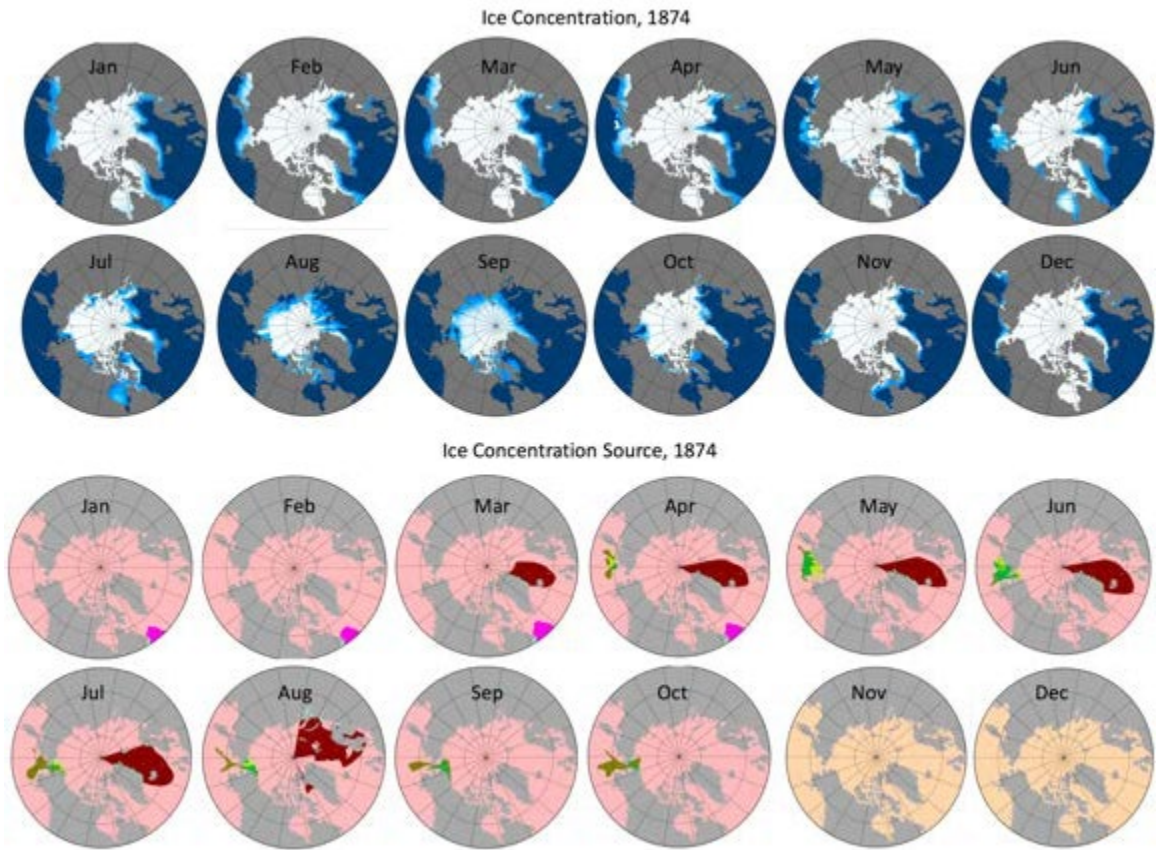 Ice Concentration, 1874
Jan Feb Mar Apr May Jun
Jul Aug Sep Oct Nov Dec
Ice Concentration Source, 1874
Jan Feb Mar Apr May Jun
Jul Aug Sep Oct Nov Dec